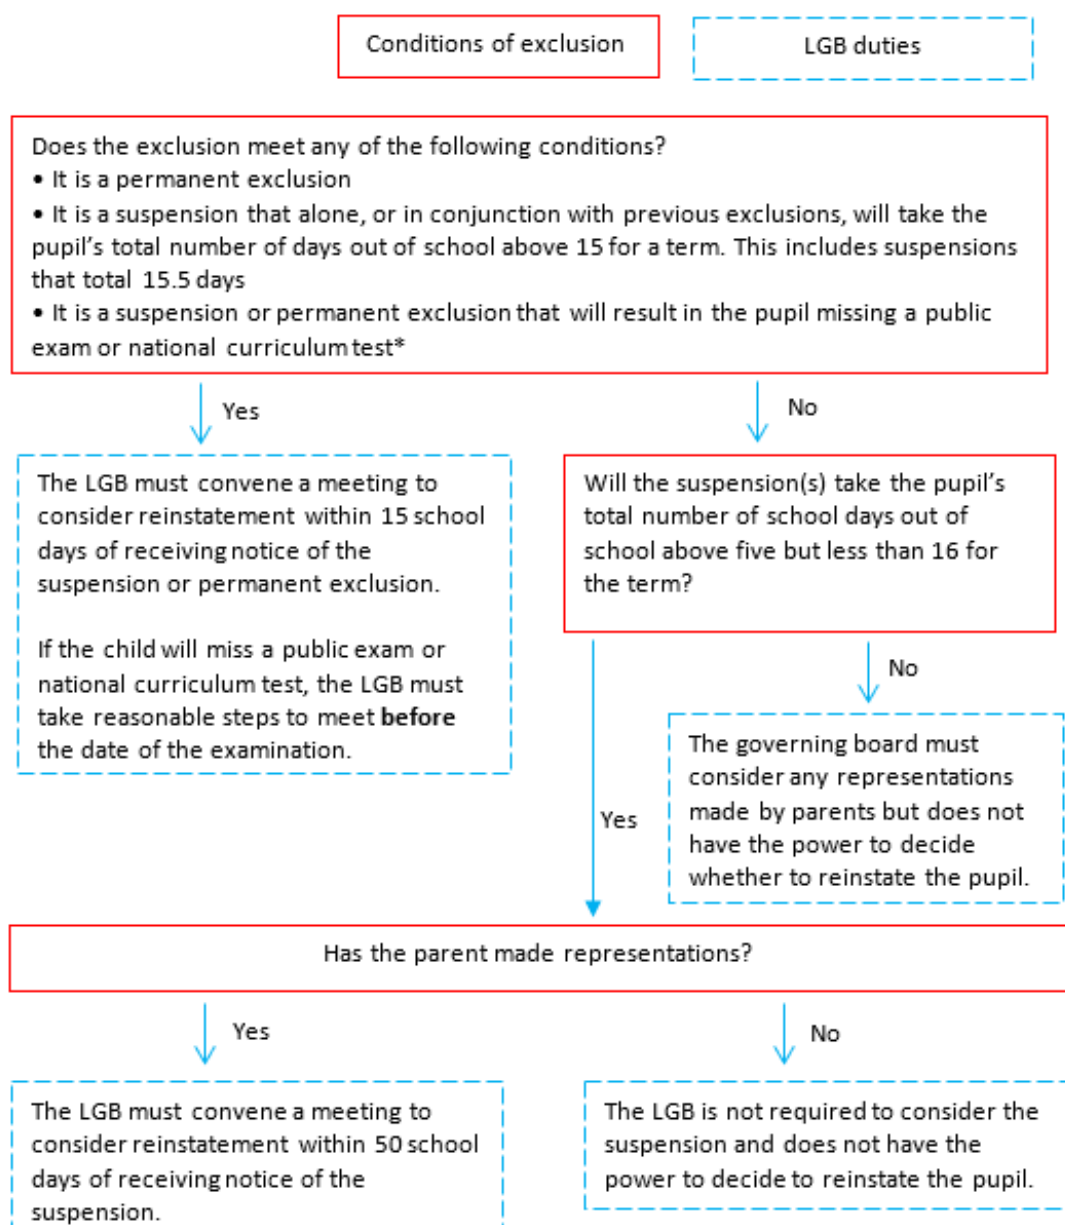 Conditions of exclusion
LGB duties
Does the exclusion meet any of the following conditions?
• It is a permanent exclusion
• It is a suspension that alone, or in conjunction with previous exclusions, will take the
pupil's total number of days out of school above 15 for a term. This includes suspensions
that total 15.5 days
• It is a suspension or permanent exclusion that will result in the pupil missing a public
exam or national curriculum test*
Yes
No
The LGB must convene a meeting to
consider reinstatement within 15 school
days of receiving notice of the
suspension or permanent exclusion.
If the child will miss a public exam or
national curriculum test, the LGB must
take reasonable steps to meet before
the date of the examination.
Will the suspension(s) take the pupil's
total number of school days out of
school above five but less than 16 for
the term?
No
The governing board must
consider any representations
made by parents but does not
have the power to decide
whether to reinstate the pupil.
Yes
Has the parent made representations?
Yes
No
The LGB must convene a meeting to
consider reinstatement within 50 school
days of receiving notice of the
suspension.
The LGB is not required to consider the
suspension and does not have the
power to decide to reinstate the pupil.